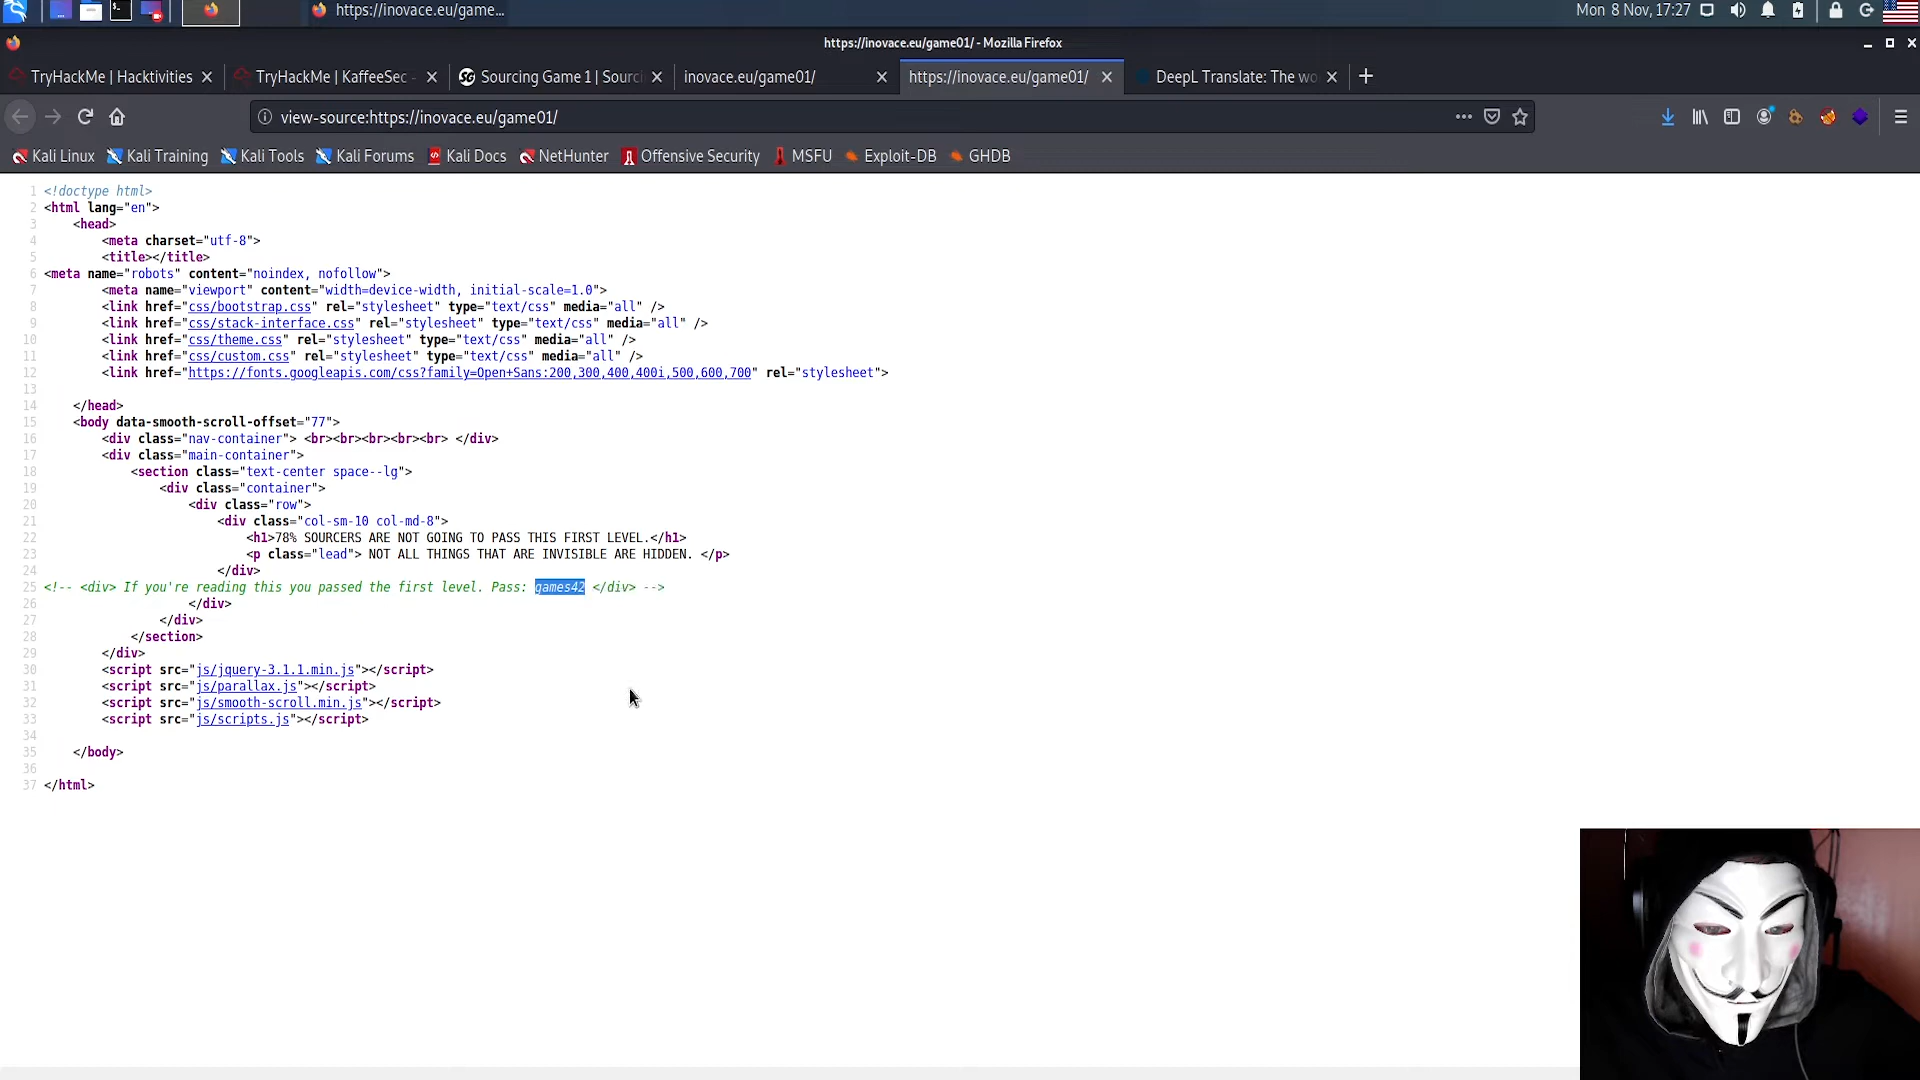 https://inovace.eu/game...
Mon 8 Nov, 17:27
https://inovace.eu/game01/ - Mozilla Firefox
TryHackMe | Hacktivities
TryHackMe | KaffeeSec -
Sourcing Game 1 | Sourc
inovace.eu/game01/
https://inovace.eu/game01/
DeepL Translate: The wo
view-source:https://inovace.eu/game01/
Kali Linux Kali Training Kali Tools Kali Forums Kali Docs NetHunter Offensive Security MSFU Exploit-DB GHDB
1 <!doctype html>
2 <html lang="en">
3 <head>
4 <meta charset="utf-8">
5 <title></title>
6 <meta name="robots" content="noindex, nofollow">
7 <meta name="viewport" content="width=device-width, initial-scale=1.0">
8 <link href="css/bootstrap.css" rel="stylesheet" type="text/css" media="all" />
9 <link href="css/stack-interface.css" rel="stylesheet" type="text/css" media="all" />
10 <link href="css/theme.css" rel="stylesheet" type="text/css" media="all" />
11 <link href="css/custom.css" rel="stylesheet" type="text/css" media="all" />
12 <link href="https://fonts.googleapis.com/css?family=Open+Sans:200,300,400,400i,500,600,700" rel="stylesheet">
13
14 </head>
15 <body data-smooth-scroll-offset="77">
16 <div class="nav-container"> <br><br><br><br><br> </div>
17 <div class="main-container">
18 <section class="text-center space--lg">
19 <div class="container">
20 <div class="row">
21 <div class="col-sm-10 col-md-8">
22 <h1>78% SOURCERS ARE NOT GOING TO PASS THIS FIRST LEVEL.</h1>
23 <p class="lead"> NOT ALL THINGS THAT ARE INVISIBLE ARE HIDDEN. </p>
24 </div>
25 <!-- <div> If you're reading this you passed the first level. Pass: games42 </div> -->
26 </div>
27 </div>
28 </section>
29 </div>
30 <script src="js/jquery-3.1.1.min.js"></script>
31 <script src="js/parallax.js"></script>
32 <script src="js/smooth-scroll.min.js"></script>
33 <script src="js/scripts.js"></script>
34
35 </body>
36
37 </html>